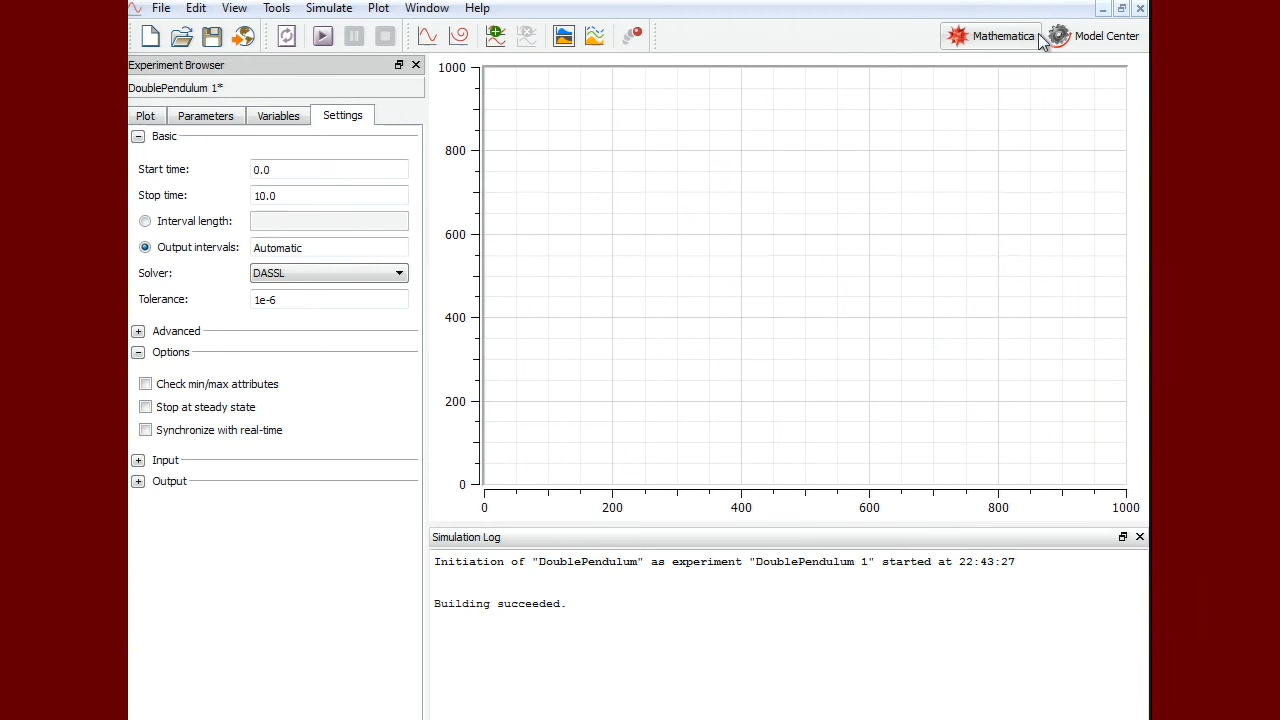 File Edit View Tools Simulate Plot Window Help
Mathematica Model Center
Experiment Browser
DoublePendulum 1*
Plot Parameters Variables Settings
Basic
Start time: 0.0
Stop time: 10.0
Interval length:
Output intervals: Automatic
Solver: DASSL
Tolerance: 1e-6
Advanced
Options
Check min/max attributes
Stop at steady state
Synchronize with real-time
Input
Output
1000
800
600
400
200
0
0 200 400 600 800 1000
Simulation Log
Initiation of "DoublePendulum" as experiment "DoublePendulum 1" started at 22:43:27
Building succeeded.